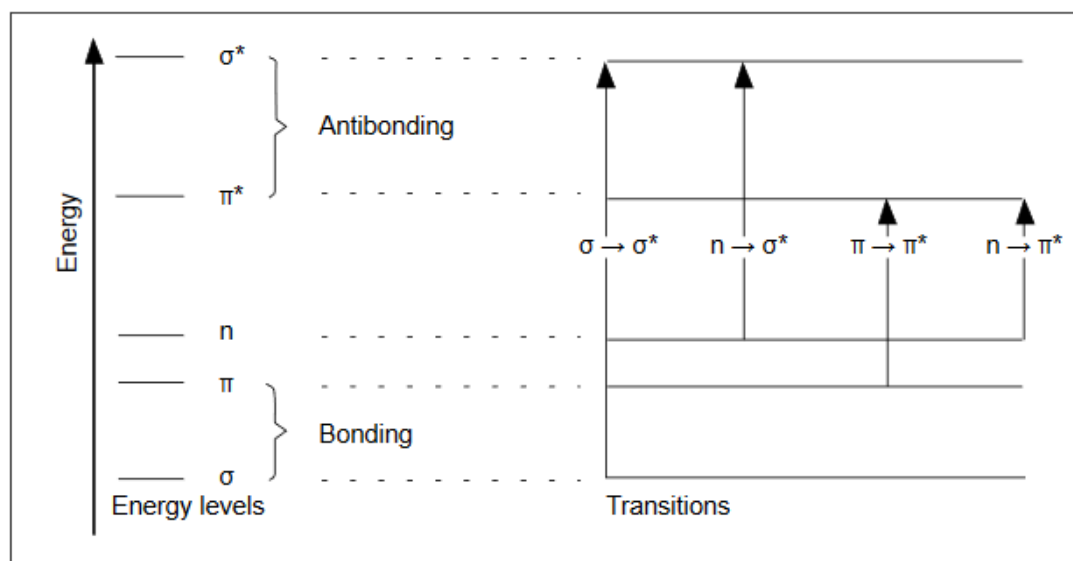 σ*
Antibonding
π*
Energy
σ → σ* n → σ* π → π* n → π*
n
π
Bonding
σ
Energy levels Transitions